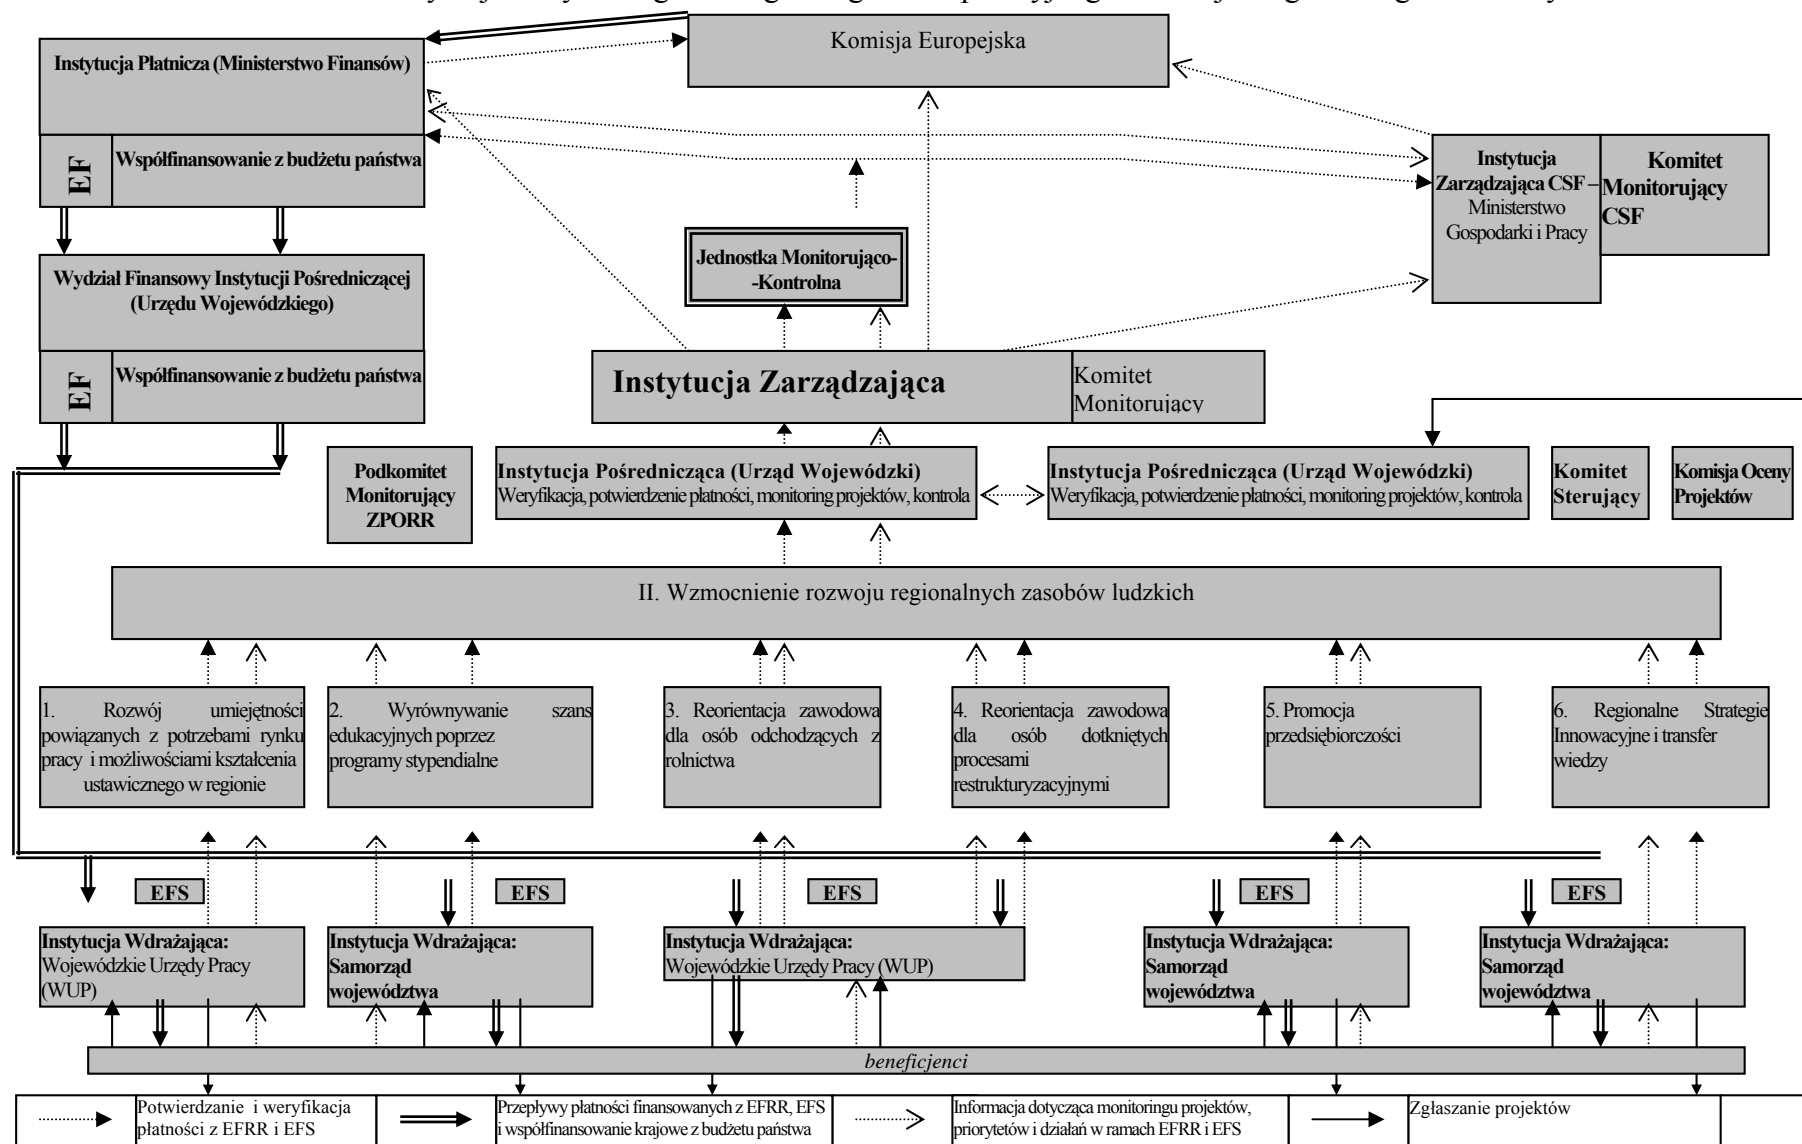 Komisja Europejska
Instytucja Płatnicza (Ministerstwo Finansów)
EF
Współfinansowanie z budżetu państwa
Instytucja
Zarządzająca CSF –
Ministerstwo
Gospodarki i Pracy
Komitet
Monitorujący
CSF
Jednostka Monitorująco-
-Kontrolna
Wydział Finansowy Instytucji Pośredniczącej
(Urzędu Wojewódzkiego)
EF
Współfinansowanie z budżetu państwa
Instytucja Zarządzająca
Komitet
Monitorujący
Podkomitet
Monitorujący
ZPORR
Instytucja Pośrednicząca (Urząd Wojewódzki)
Weryfikacja, potwierdzenie płatności, monitoring projektów, kontrola
Instytucja Pośrednicząca (Urząd Wojewódzki)
Weryfikacja, potwierdzenie płatności, monitoring projektów, kontrola
Komitet
Sterujący
Komisja Oceny
Projektów
II. Wzmocnienie rozwoju regionalnych zasobów ludzkich
1. Rozwój umiejętności
powiązanych z potrzebami rynku
pracy i możliwościami kształcenia
ustawicznego w regionie
2. Wyrównywanie szans
edukacyjnych poprzez
programy stypendialne
3. Reorientacja zawodowa
dla osób odchodzących z
rolnictwa
4. Reorientacja zawodowa
dla osób dotkniętych
procesami
restrukturyzacyjnymi
5. Promocja
przedsiębiorczości
6. Regionalne Strategie
Innowacyjne i transfer
wiedzy
EFS
EFS
EFS
EFS
EFS
Instytucja Wdrażająca:
Wojewódzkie Urzędy Pracy
(WUP)
Instytucja Wdrażająca:
Samorząd
województwa
Instytucja Wdrażająca:
Wojewódzkie Urzędy Pracy (WUP)
Instytucja Wdrażająca:
Samorząd
województwa
Instytucja Wdrażająca:
Samorząd
województwa
beneficjenci
Potwierdzanie i weryfikacja
płatności z EFRR i EFS
Przepływy płatności finansowanych z EFRR, EFS
i współfinansowanie krajowe z budżetu państwa
Informacja dotycząca monitoringu projektów,
priorytetów i działań w ramach EFRR i EFS
Zgłaszanie projektów